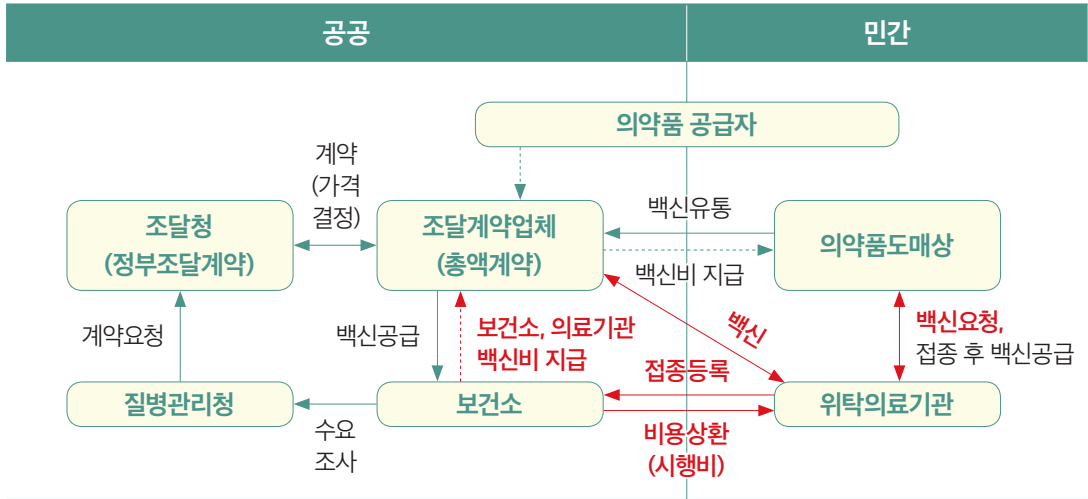 공공
민간
의약품 공급자
계약
(가격
결정)
조달청
(정부조달계약)
조달계약업체
(총액계약)
백신유통
백신비 지급
의약품도매상
계약요청
백신공급
보건소, 의료기관
백신비 지급
백신
백신요청,
접종 후 백신공급
접종등록
질병관리청
보건소
위탁의료기관
수요
조사
비용상환
(시행비)